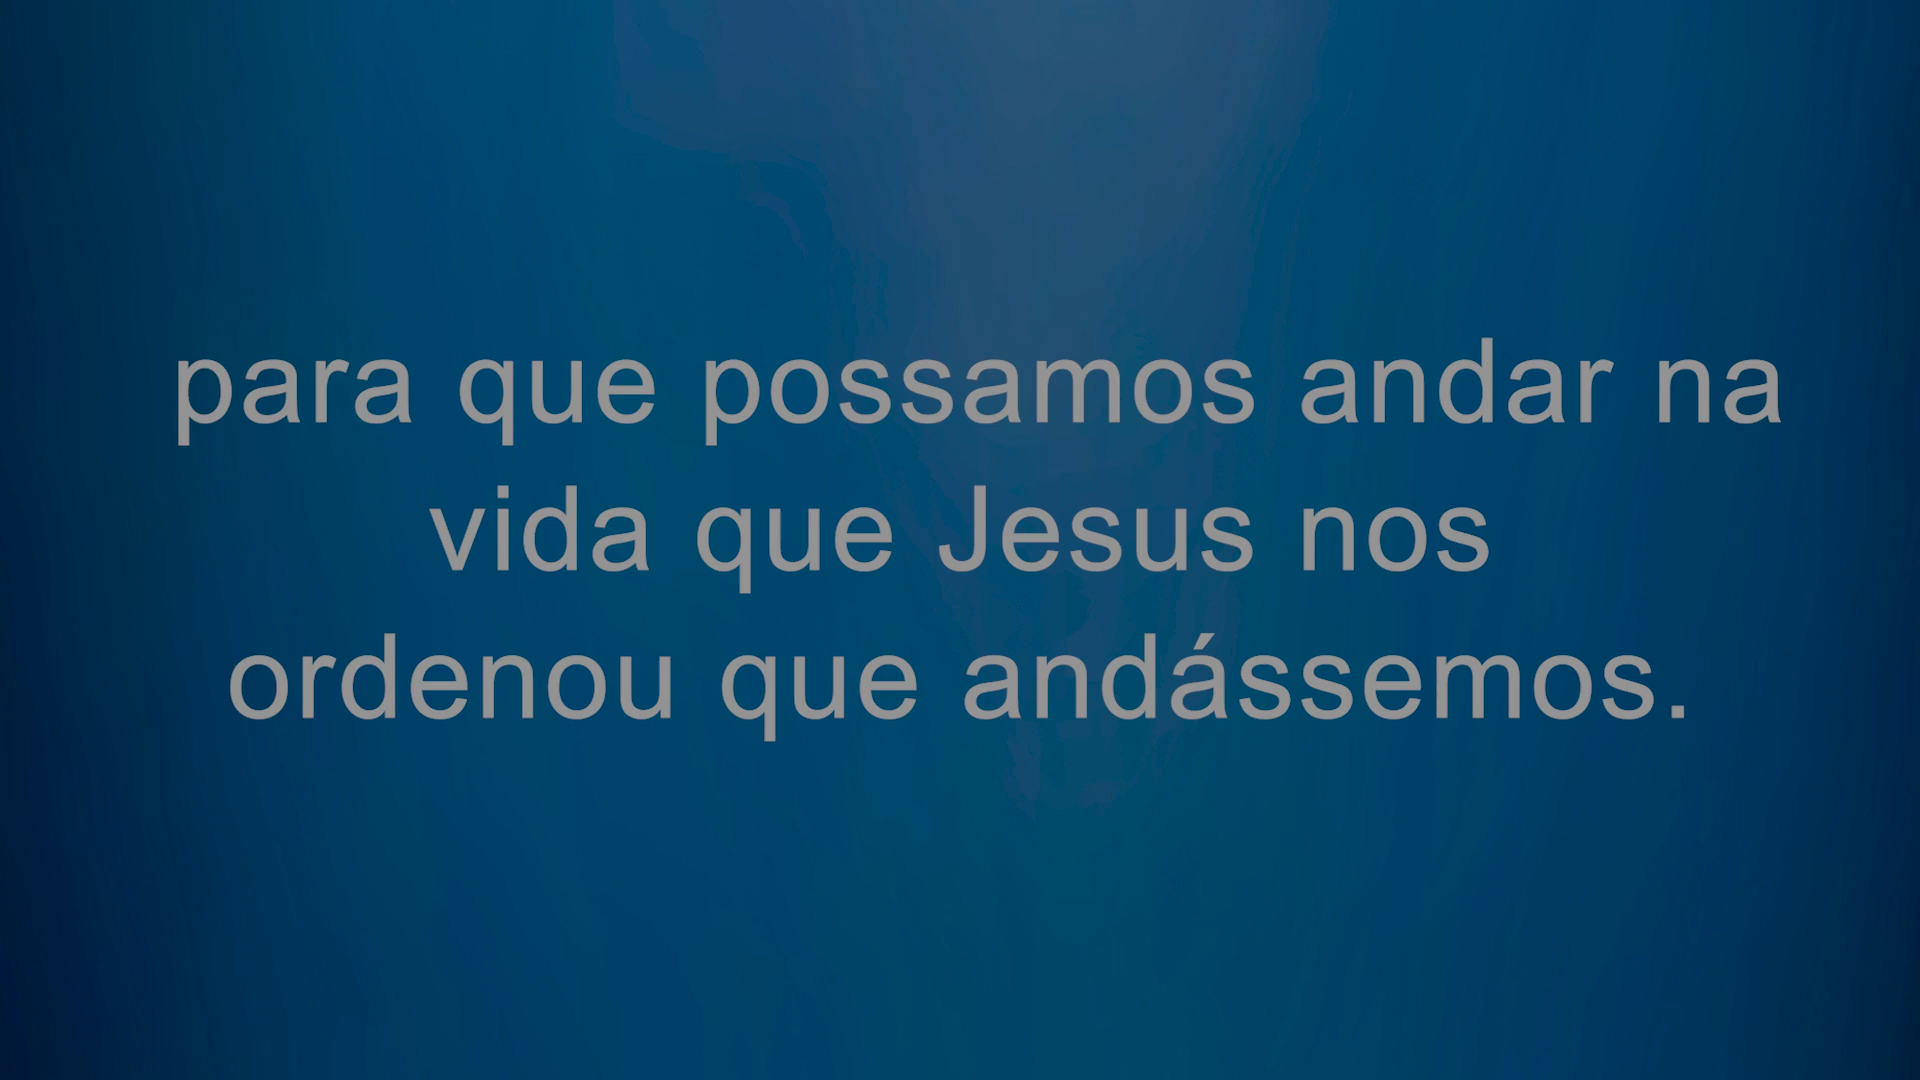 para que possamos andar na
vida que Jesus nos
ordenou que andássemos.